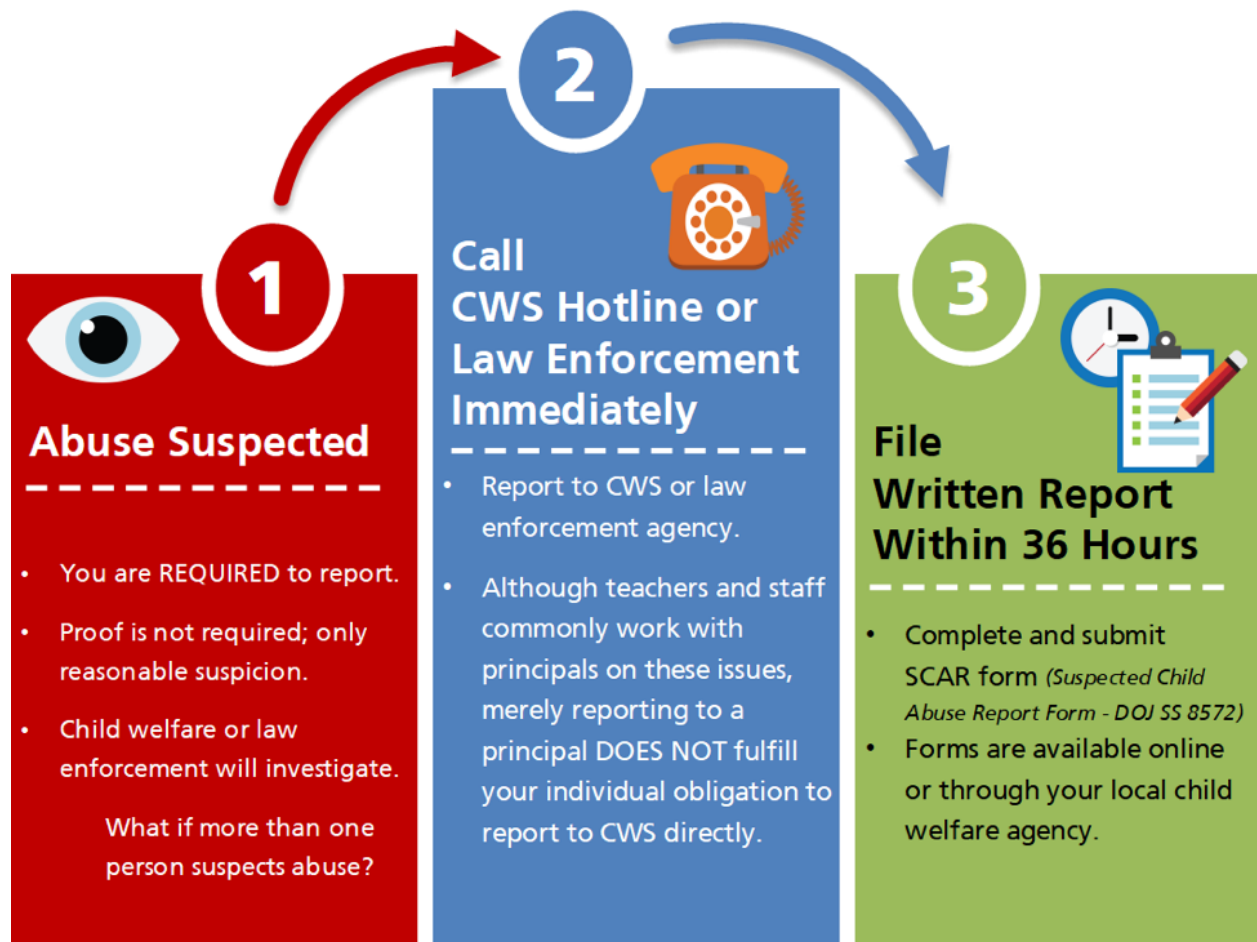 1
Abuse Suspected
• You are REQUIRED to report.
• Proof is not required; only
reasonable suspicion.
• Child welfare or law
enforcement will investigate.
What if more than one
person suspects abuse?
2
Call
CWS Hotline or
Law Enforcement
Immediately
• Report to CWS or law
enforcement agency.
• Although teachers and staff
commonly work with
principals on these issues,
merely reporting to a
principal DOES NOT fulfill
your individual obligation to
report to CWS directly.
3
File
Written Report
Within 36 Hours
• Complete and submit
SCAR form (Suspected Child
Abuse Report Form - DOJ SS 8572)
• Forms are available online
or through your local child
welfare agency.